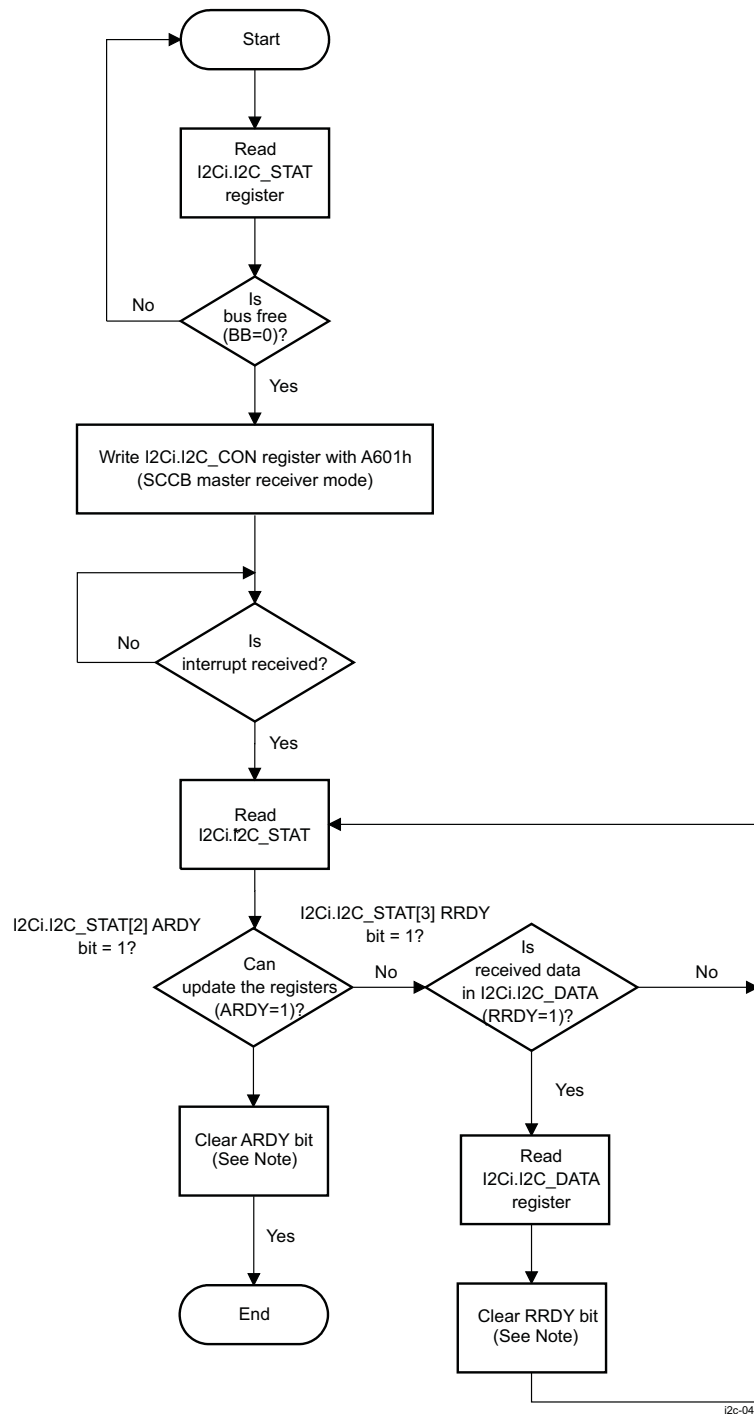 Start
Read
I2Ci.I2C_STAT
register
Is
bus free
(BB=0)?
No
Yes
Write I2Ci.I2C_CON register with A601h
(SCCB master receiver mode)
Is
interrupt received?
No
Yes
Read
I2Ci.I2C_STAT
I2Ci.I2C_STAT[2] ARDY
bit = 1?
Can
update the registers
(ARDY=1)?
No
I2Ci.I2C_STAT[3] RRDY
bit = 1?
Is
received data
in I2Ci.I2C_DATA
(RRDY=1)?
No
Yes
Clear ARDY bit
(See Note)
Yes
End
Read
I2Ci.I2C_DATA
register
Clear RRDY bit
(See Note)
i2c-04